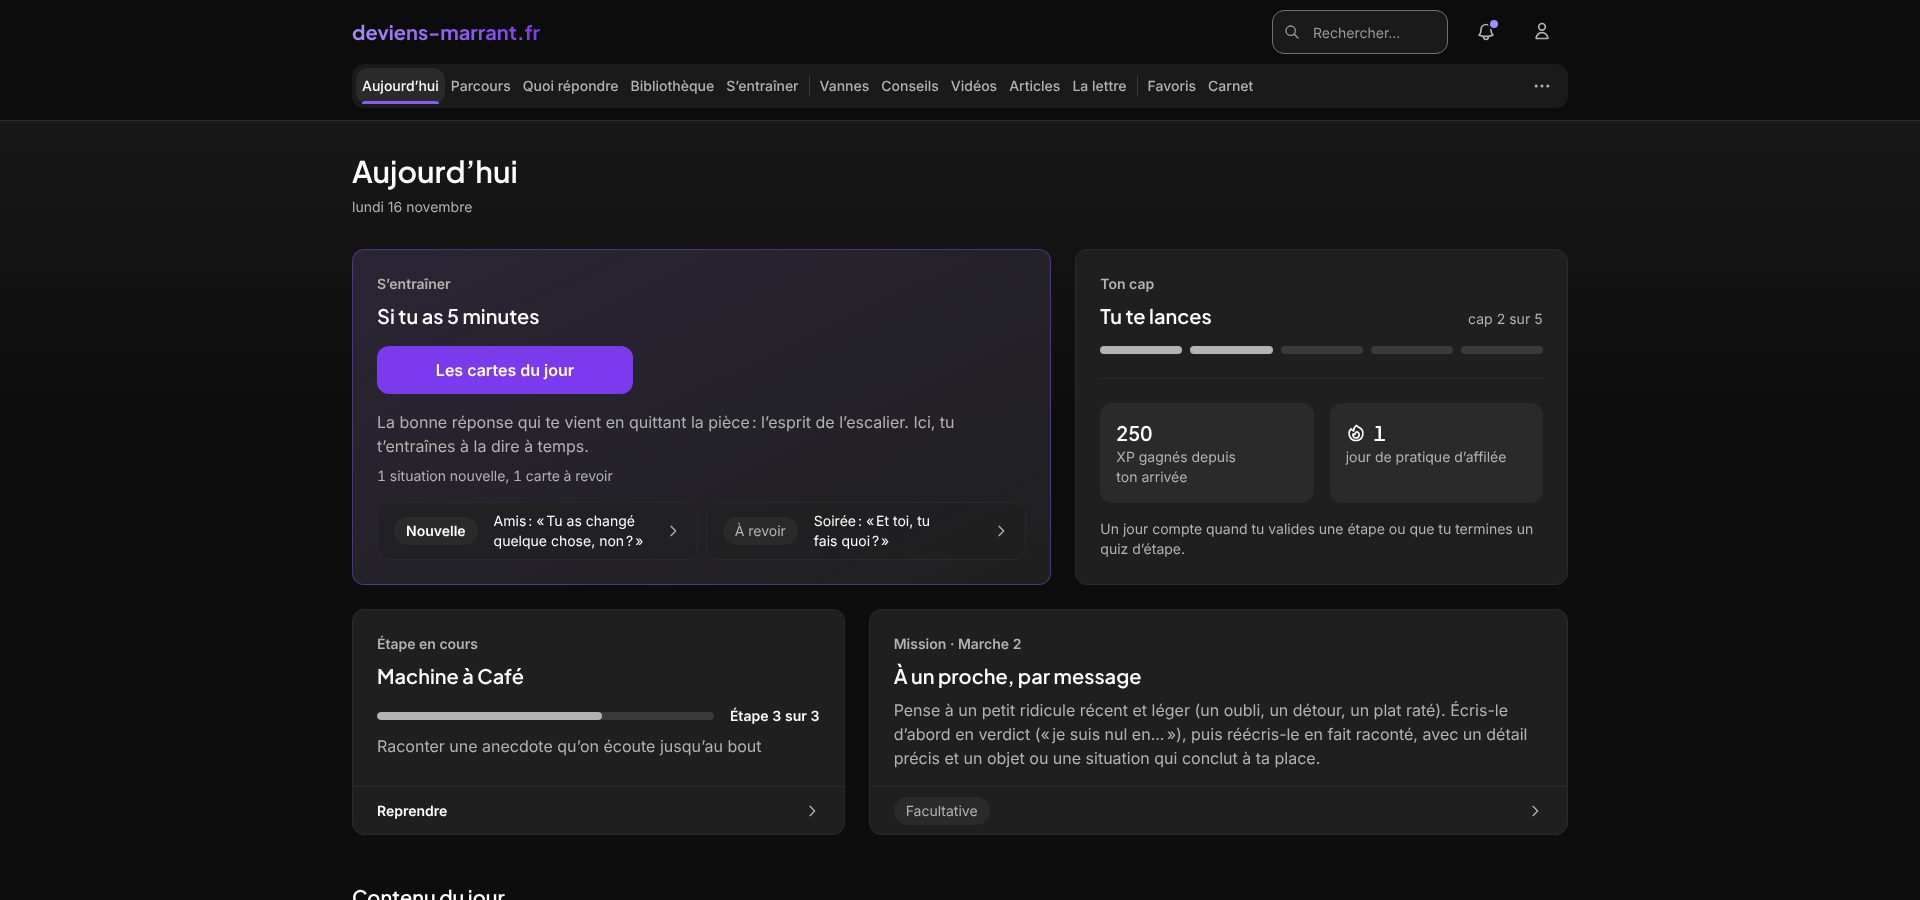 deviens-marrant.fr
Rechercher...
Aujourd’hui Parcours Quoi répondre Bibliothèque S’entraîner Vannes Conseils Vidéos Articles La lettre Favoris Carnet
Aujourd’hui
lundi 16 novembre
S’entraîner
Si tu as 5 minutes
Les cartes du jour
La bonne réponse qui te vient en quittant la pièce : l’esprit de l’escalier. Ici, tu
t’entraînes à la dire à temps.
1 situation nouvelle, 1 carte à revoir
Nouvelle
Amis : « Tu as changé
quelque chose, non ? »
À revoir
Soirée : « Et toi, tu
fais quoi ? »
Ton cap
Tu te lances
cap 2 sur 5
250
XP gagnés depuis
ton arrivée
1
jour de pratique d’affilée
Un jour compte quand tu valides une étape ou que tu termines un
quiz d’étape.
Étape en cours
Machine à Café
Étape 3 sur 3
Raconter une anecdote qu’on écoute jusqu’au bout
Reprendre
Mission · Marche 2
À un proche, par message
Pense à un petit ridicule récent et léger (un oubli, un détour, un plat raté). Écris-le
d’abord en verdict (« je suis nul en… »), puis réécris-le en fait raconté, avec un détail
précis et un objet ou une situation qui conclut à ta place.
Facultative
Contenu du jour